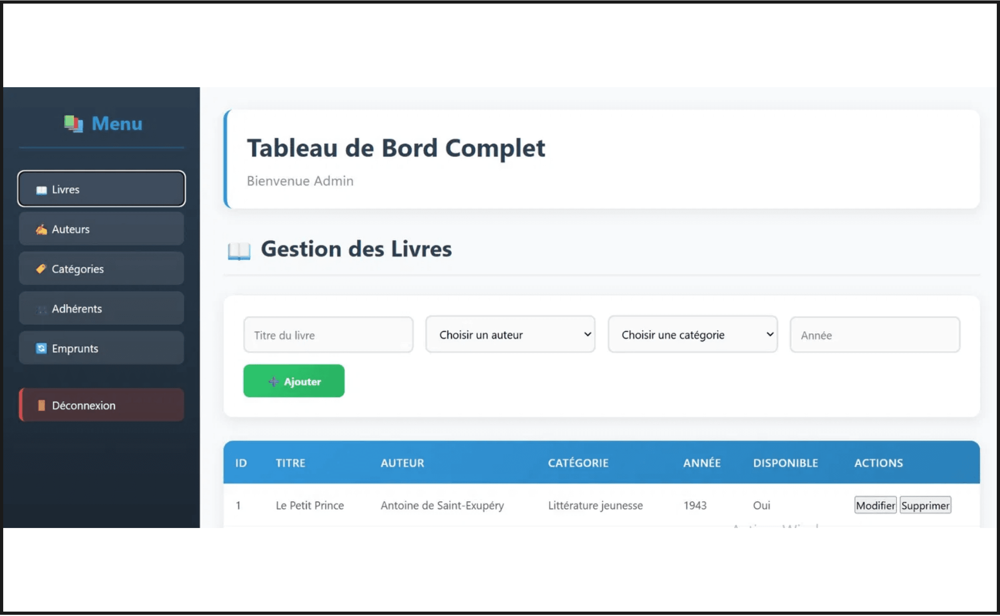 Menu
Livres
Auteurs
Catégories
Adhérents
Emprunts
Déconnexion
Tableau de Bord Complet
Bienvenue Admin
Gestion des Livres
Titre du livre
Choisir un auteur
Choisir une catégorie
Année
Ajouter
ID TITRE AUTEUR CATÉGORIE ANNÉE DISPONIBLE ACTIONS
1 Le Petit Prince Antoine de Saint-Exupéry Littérature jeunesse 1943 Oui Modifier Supprimer